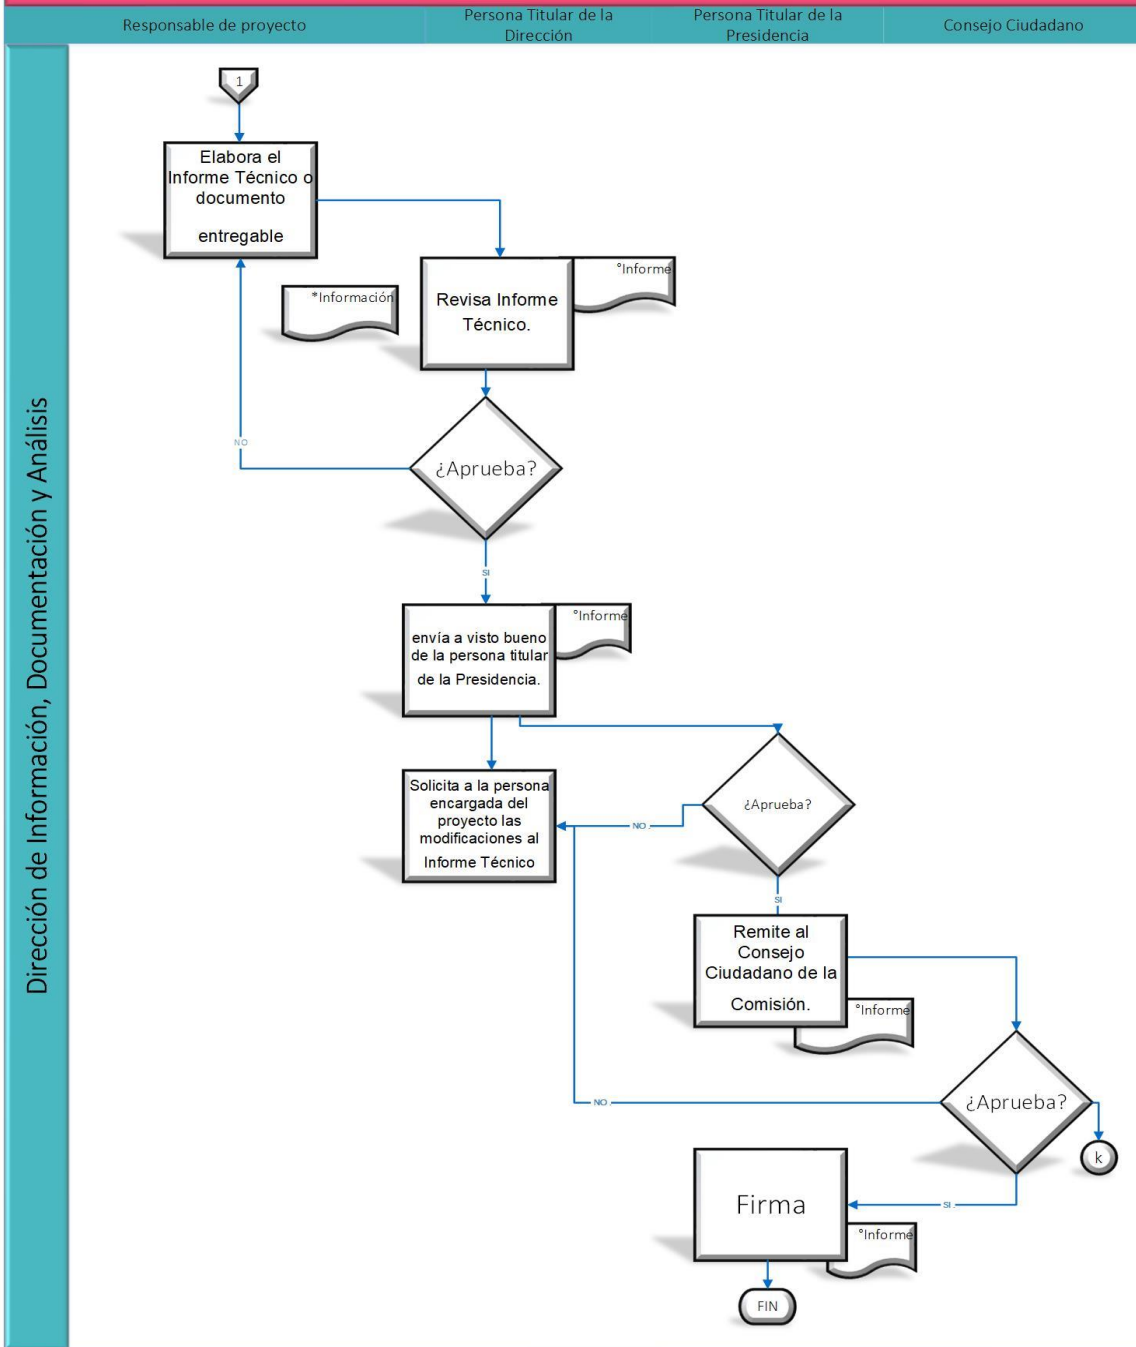 Responsable de proyecto
Persona Titular de la
Dirección
Persona Titular de la
Presidencia
Consejo Ciudadano
Dirección de Información, Documentación y Análisis
1
Elabora el
Informe Técnico o
documento
entregable
*Información
Revisa Informe
Técnico.
°Informe
NO
¿Aprueba?
SI
envía a visto bueno
de la persona titular
de la Presidencia.
°Informe
Solicita a la persona
encargada del
proyecto las
modificaciones al
Informe Técnico
NO .
¿Aprueba?
SI
Remite al
Consejo
Ciudadano de la
Comisión.
°Informe
NO .
¿Aprueba?
k
SI .
Firma
°Informe
FIN